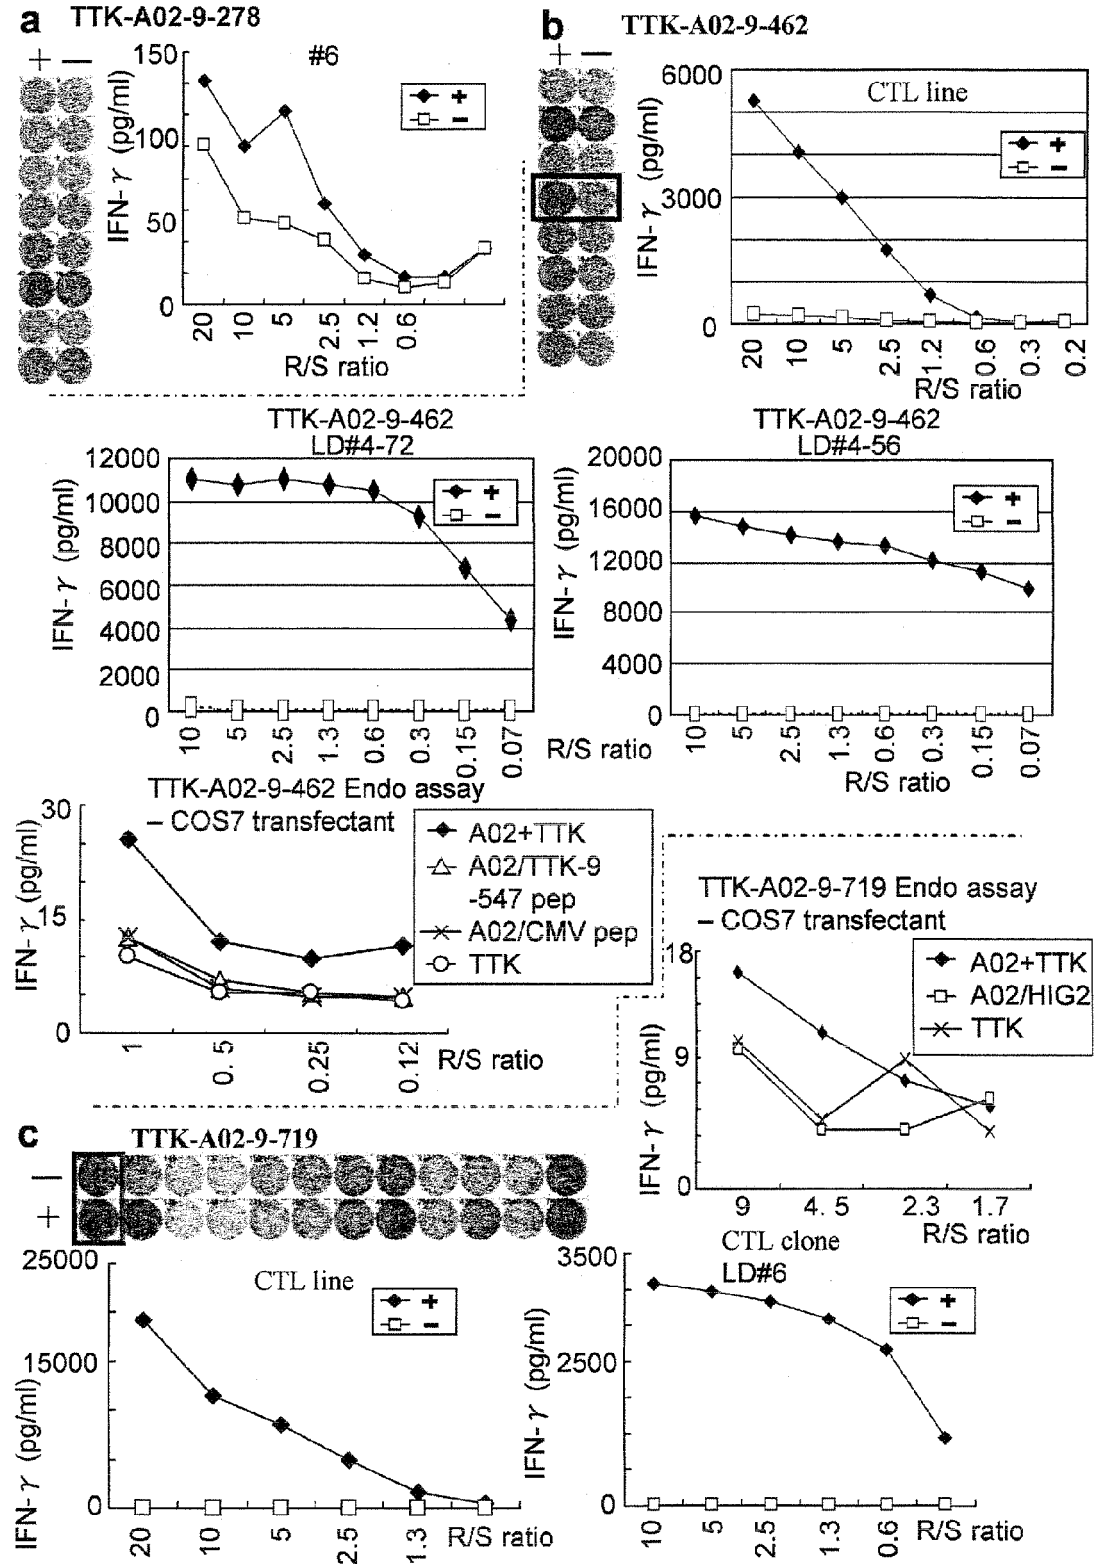 a TTK-A02-9-278
+ −
#6
IFN-γ (pg/ml)
150
100
50
0
+
−
20 10 5 2.5 1.2 0.6
R/S ratio
b TTK-A02-9-462
+ −
CTL line
IFN-γ (pg/ml)
6000
3000
0
+
−
20 10 5 2.5 1.2 0.6 0.3 0.2
R/S ratio
TTK-A02-9-462
LD#4-72
IFN-γ (pg/ml)
12000
10000
8000
6000
4000
2000
0
+
−
10 5 2.5 1.3 0.6 0.3 0.15 0.07
R/S ratio
TTK-A02-9-462
LD#4-56
IFN-γ (pg/ml)
20000
16000
12000
8000
4000
0
+
−
10 5 2.5 1.3 0.6 0.3 0.15 0.07
R/S ratio
TTK-A02-9-462 Endo assay
– COS7 transfectant
IFN-γ (pg/ml)
30
15
0
A02+TTK
A02/TTK-9
-547 pep
A02/CMV pep
TTK
1 0.5 0.25 0.12
R/S ratio
TTK-A02-9-719 Endo assay
– COS7 transfectant
IFN-γ (pg/ml)
18
9
0
A02+TTK
A02/HIG2
TTK
9 4.5 2.3 1.7
R/S ratio
c TTK-A02-9-719
−
+
CTL line
IFN-γ (pg/ml)
25000
15000
0
+
−
20 10 5 2.5 1.3
R/S ratio
CTL clone
LD#6
IFN-γ (pg/ml)
3500
2500
0
+
−
10 5 2.5 1.3 0.6
R/S ratio